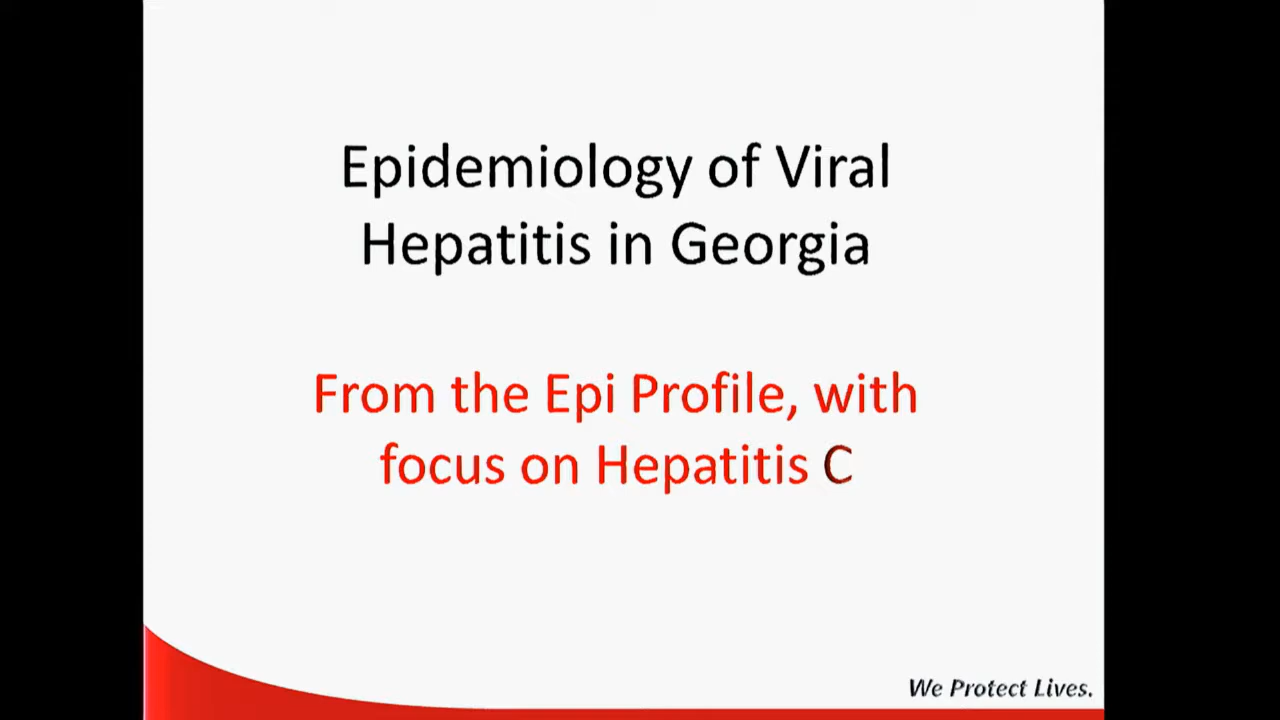 Epidemiology of Viral
Hepatitis in Georgia
From the Epi Profile, with
focus on Hepatitis C
We Protect Lives.